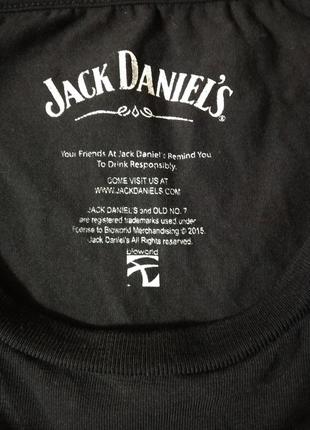 JACK DANIEL'S®
Your Friends At Jack Daniel's Remind You
To Drink Responsibly.
COME VISIT US AT
WWW.JACKDANIELS.COM
JACK DANIEL'S and OLD NO. 7
are registered trademarks used under
license to Bioworld Merchandising © 2015.
Jack Daniel's All Rights reserved.
bioworld